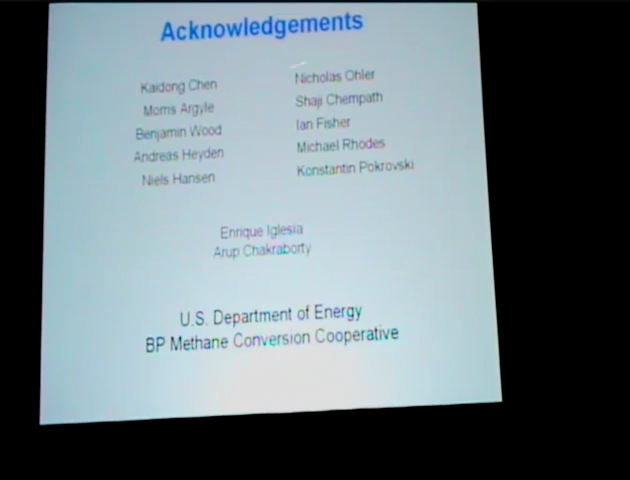 Acknowledgements
Kaidong Chen
Morris Argyle
Benjamin Wood
Andreas Heyden
Niels Hansen
Nicholas Ohler
Shaji Chempath
Ian Fisher
Michael Rhodes
Konstantin Pokrovski
Enrique Iglesia
Arup Chakraborty
U.S. Department of Energy
BP Methane Conversion Cooperative